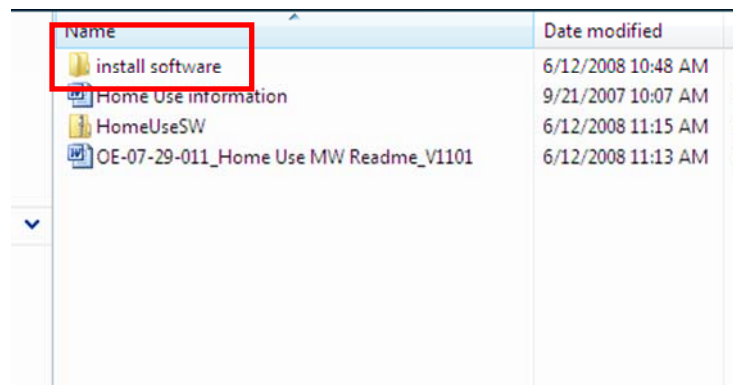 Name Date modified
install software 6/12/2008 10:48 AM
Home Use information 9/21/2007 10:07 AM
HomeUseSW 6/12/2008 11:15 AM
OE-07-29-011_Home Use MW Readme_V1101 6/12/2008 11:13 AM